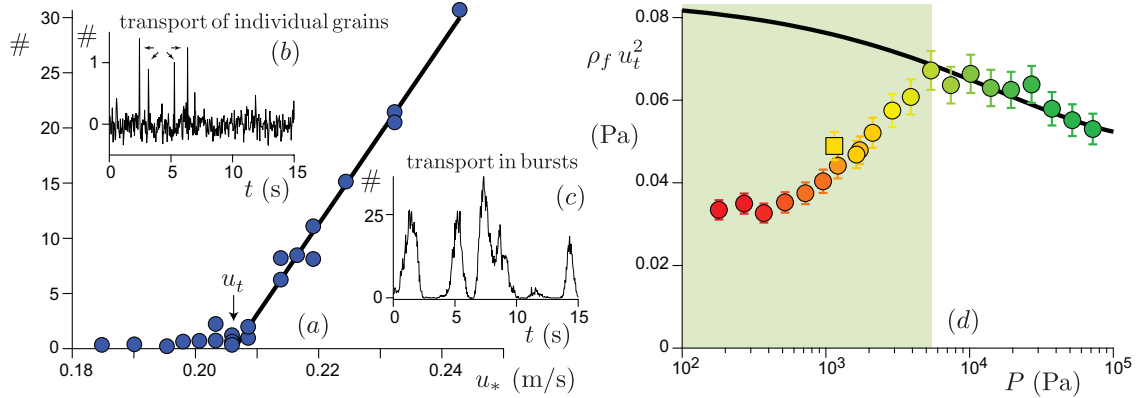 transport of individual grains
#
#
(b)
1
0
0
5
10
15
t (s)
30
25
20
15
10
5
0
u_t
(a)
0.18
0.20
0.22
0.24
u_* (m/s)
transport in bursts
#
(c)
25
0
0
5
10
15
t (s)
ρ_f u_t^2
(Pa)
0.08
0.06
0.04
0.02
0
(d)
10^2
10^3
10^4
10^5
P (Pa)